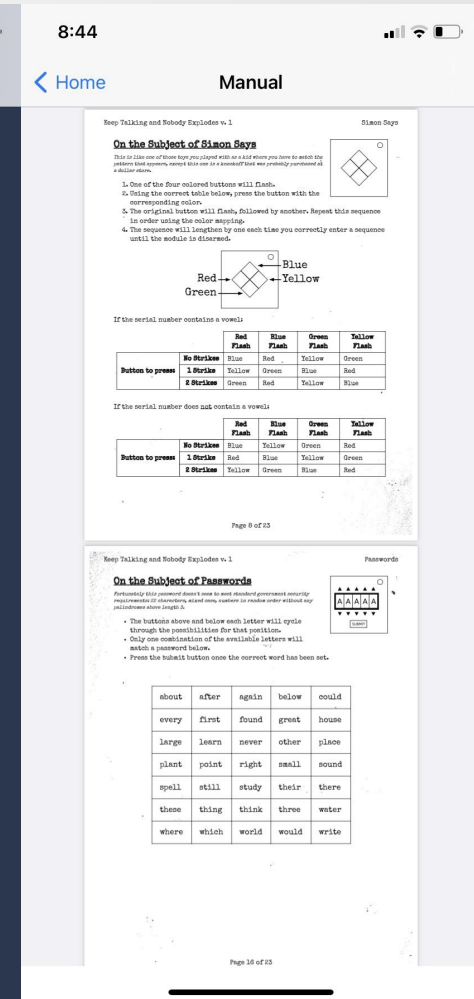 8:44
Home
Manual
Keep Talking and Nobody Explodes v. 1
Simon Says
On the Subject of Simon Says
This is like one of those toys you played with as a kid where you have to match the
pattern that appears, except this one is a knockoff that was probably purchased at
a dollar store.
1. One of the four colored buttons will flash.
2. Using the correct table below, press the button with the
corresponding color.
3. The original button will flash, followed by another. Repeat this sequence
in order using the color mapping.
4. The sequence will lengthen by one each time you correctly enter a sequence
until the module is disarmed.
Blue
Red
Yellow
Green
If the serial number contains a vowel:
Red Flash Blue Flash Green Flash Yellow Flash
Button to press:
No Strikes Blue Red Yellow Green
1 Strike Yellow Green Blue Red
2 Strikes Green Red Yellow Blue
If the serial number does not contain a vowel:
Red Flash Blue Flash Green Flash Yellow Flash
Button to press:
No Strikes Blue Yellow Green Red
1 Strike Red Blue Yellow Green
2 Strikes Yellow Green Blue Red
Page 8 of 23
Keep Talking and Nobody Explodes v. 1
Passwords
On the Subject of Passwords
Fortunately this password doesn't seem to meet standard government security
requirements: 22 characters, mixed case, numbers in random order without any
palindromes above length 3.
A A A A A
SUBMIT
• The buttons above and below each letter will cycle
through the possibilities for that position.
• Only one combination of the available letters will
match a password below.
• Press the submit button once the correct word has been set.
about after again below could
every first found great house
large learn never other place
plant point right small sound
spell still study their there
these thing think three water
where which world would write
Page 16 of 23